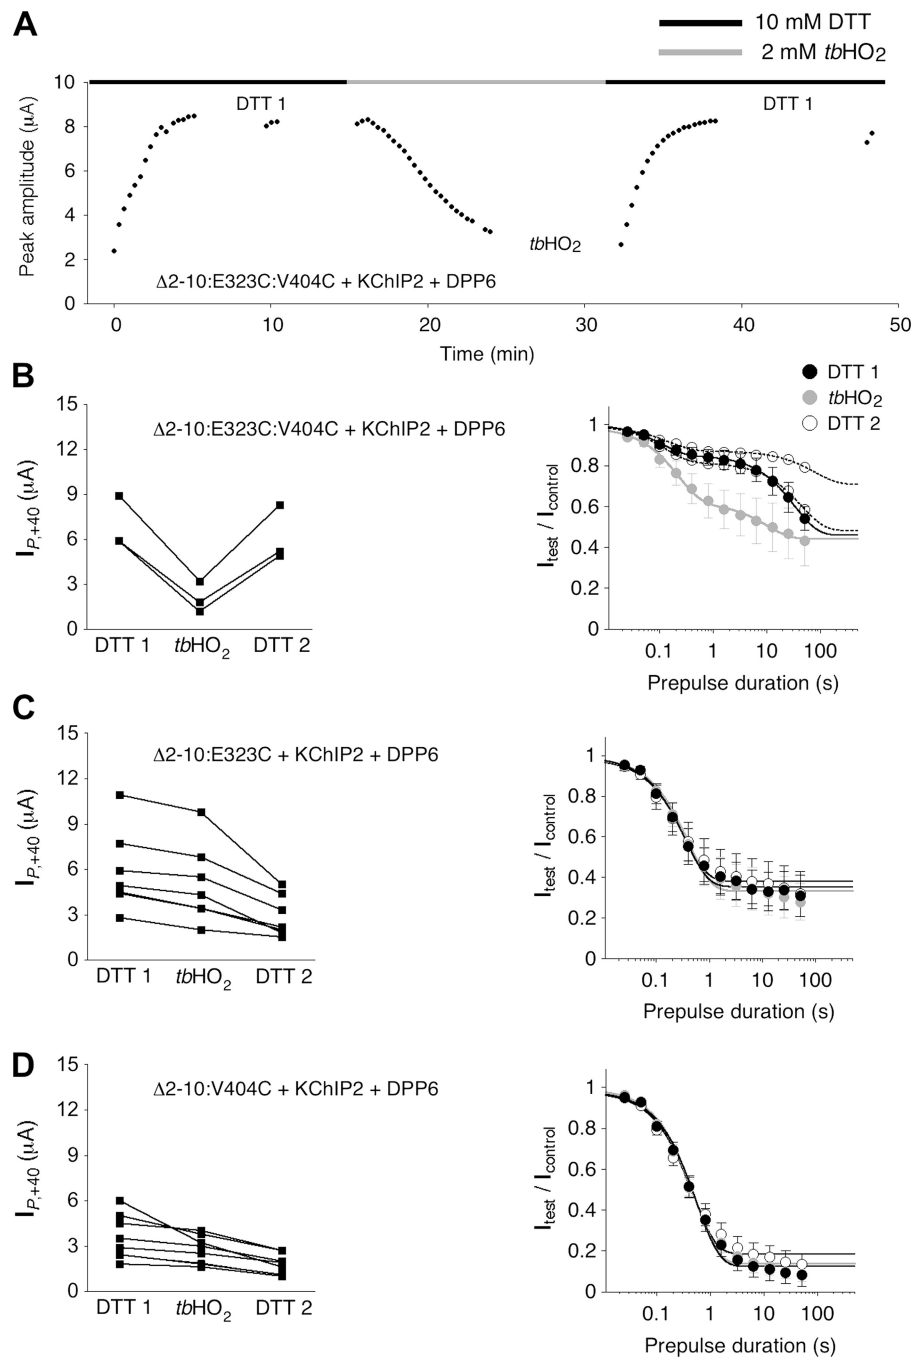 A
10 mM DTT
2 mM tbHO2
Peak amplitude (μA)
10
8
6
4
2
0
DTT 1
tbHO2
DTT 1
Δ2-10:E323C:V404C + KChIP2 + DPP6
0 10 20 30 40 50
Time (min)
B
I P,+40 (μA)
15
12
9
6
3
0
Δ2-10:E323C:V404C + KChIP2 + DPP6
DTT 1 tbHO2 DTT 2
DTT 1
tbHO2
DTT 2
Itest / Icontrol
1
0.8
0.6
0.4
0.2
0
0.1 1 10 100
Prepulse duration (s)
C
I P,+40 (μA)
15
12
9
6
3
0
Δ2-10:E323C + KChIP2 + DPP6
DTT 1 tbHO2 DTT 2
Itest / Icontrol
1
0.8
0.6
0.4
0.2
0
0.1 1 10 100
Prepulse duration (s)
D
I P,+40 (μA)
15
12
9
6
3
0
Δ2-10:V404C + KChIP2 + DPP6
DTT 1 tbHO2 DTT 2
Itest / Icontrol
1
0.8
0.6
0.4
0.2
0
0.1 1 10 100
Prepulse duration (s)